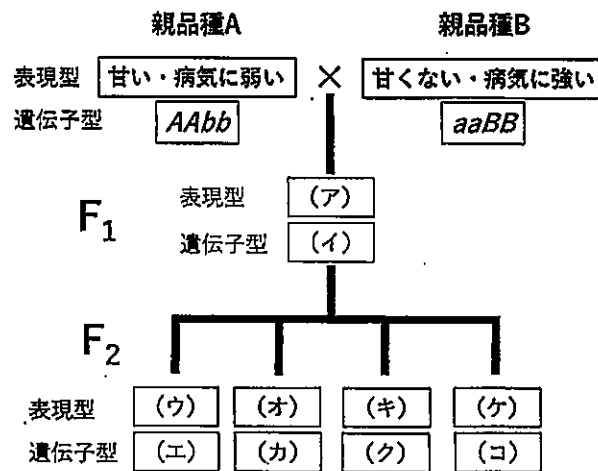 親品種A 親品種B
表現型 甘い・病気に弱い × 甘くない・病気に強い
遺伝子型 AAbb aaBB
F₁ 表現型 (ア)
遺伝子型 (イ)
F₂
表現型 (ウ) (オ) (キ) (ケ)
遺伝子型 (エ) (カ) (ク) (コ)